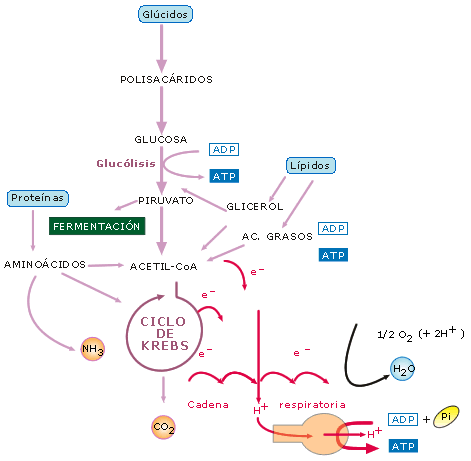 Glúcidos
POLISACÁRIDOS
GLUCOSA
ADP
Glucólisis
ATP
Lípidos
Proteínas
PIRUVATO
GLICEROL
FERMENTACIÓN
AC. GRASOS
ADP
ATP
AMINOÁCIDOS
ACETIL-CoA
e⁻
e⁻
CICLO
DE
KREBS
1/2 O₂ (+ 2H⁺)
NH₃
e⁻
e⁻
H₂O
Cadena
H⁺
respiratoria
CO₂
ADP + Pi
H⁺
ATP